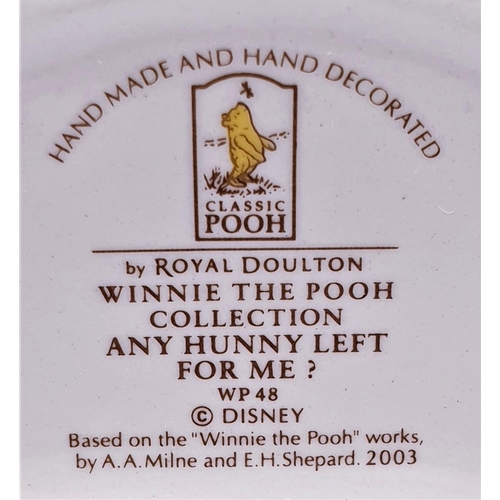 HAND MADE AND HAND DECORATED
CLASSIC
POOH
by ROYAL DOULTON
WINNIE THE POOH
COLLECTION
ANY HUNNY LEFT
FOR ME ?
WP 48
© DISNEY
Based on the "Winnie the Pooh" works,
by A.A. Milne and E.H. Shepard. 2003